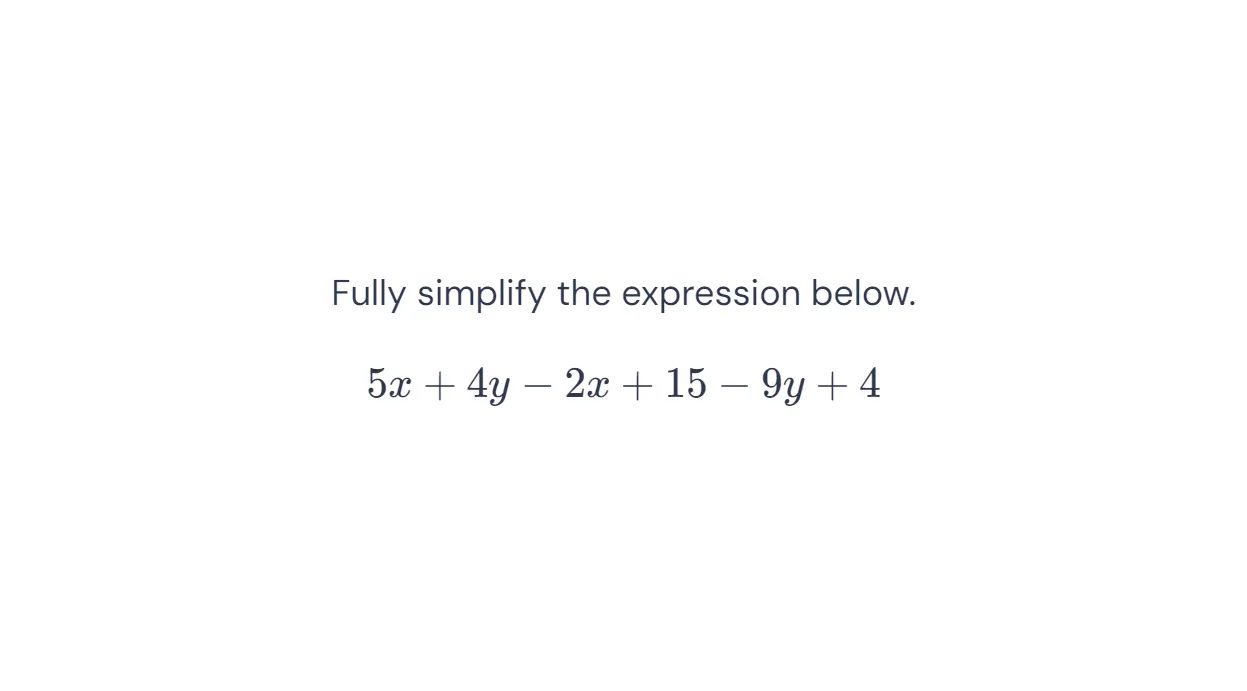 Fully simplify the expression below.
5x + 4y − 2x + 15 − 9y + 4